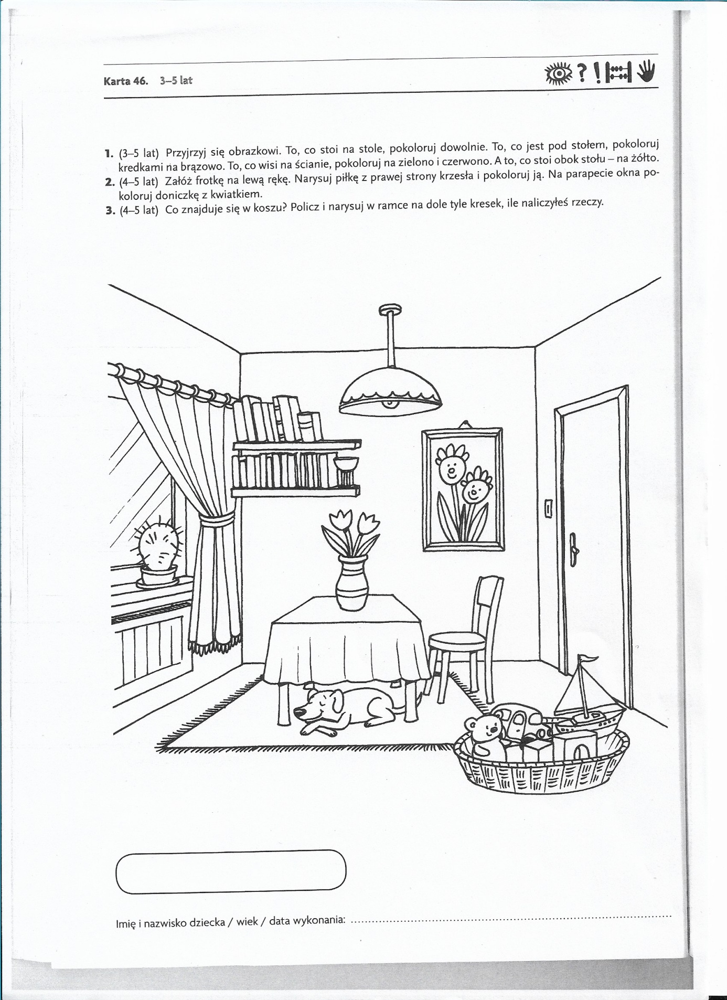 Karta 46. 3–5 lat
? !
1. (3–5 lat) Przyjrzyj się obrazkowi. To, co stoi na stole, pokoloruj dowolnie. To, co jest pod stołem, pokoloruj
kredkami na brązowo. To, co wisi na ścianie, pokoloruj na zielono i czerwono. A to, co stoi obok stołu – na żółto.
2. (4–5 lat) Załóż frotkę na lewą rękę. Narysuj piłkę z prawej strony krzesła i pokoloruj ją. Na parapecie okna po-
koloruj doniczkę z kwiatkiem.
3. (4–5 lat) Co znajduje się w koszu? Policz i narysuj w ramce na dole tyle kresek, ile naliczyłeś rzeczy.
Imię i nazwisko dziecka / wiek / data wykonania: ........................................................................